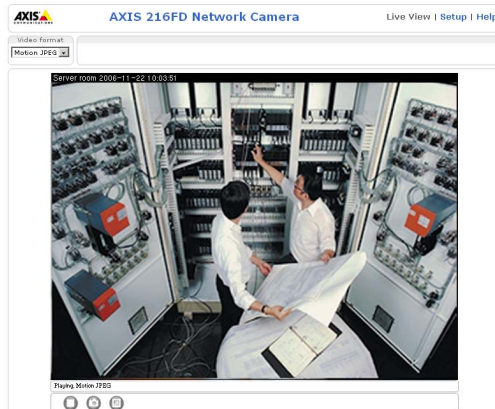 AXIS
COMMUNICATIONS
AXIS 216FD Network Camera
Live View | Setup | Help
Video format
Motion JPEG
Server room 2006-11-22 10:03:51
Playing, Motion JPEG